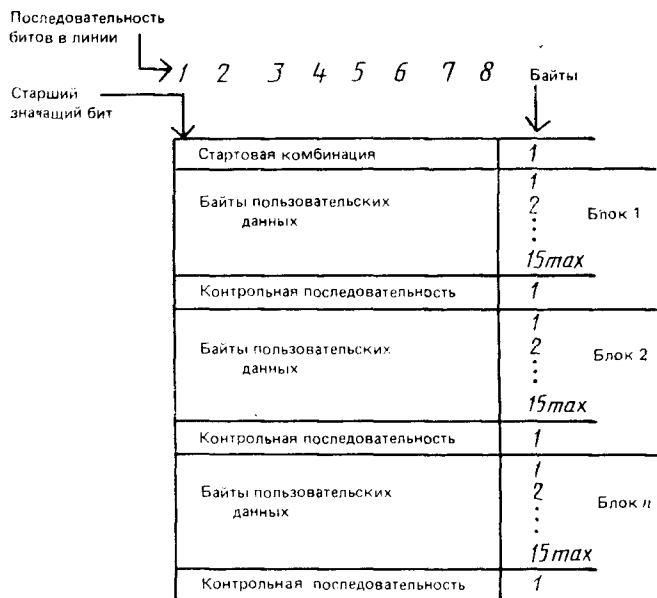 Последовательность
битов в линии
1 2 3 4 5 6 7 8 Байты
Старший
значащий бит
Стартовая комбинация 1
Байты пользовательских
данных
1
2
15max
Блок 1
Контрольная последовательность 1
Байты пользовательских
данных
1
2
15max
Блок 2
Контрольная последовательность 1
Байты пользовательских
данных
1
2
15max
Блок n
Контрольная последовательность 1